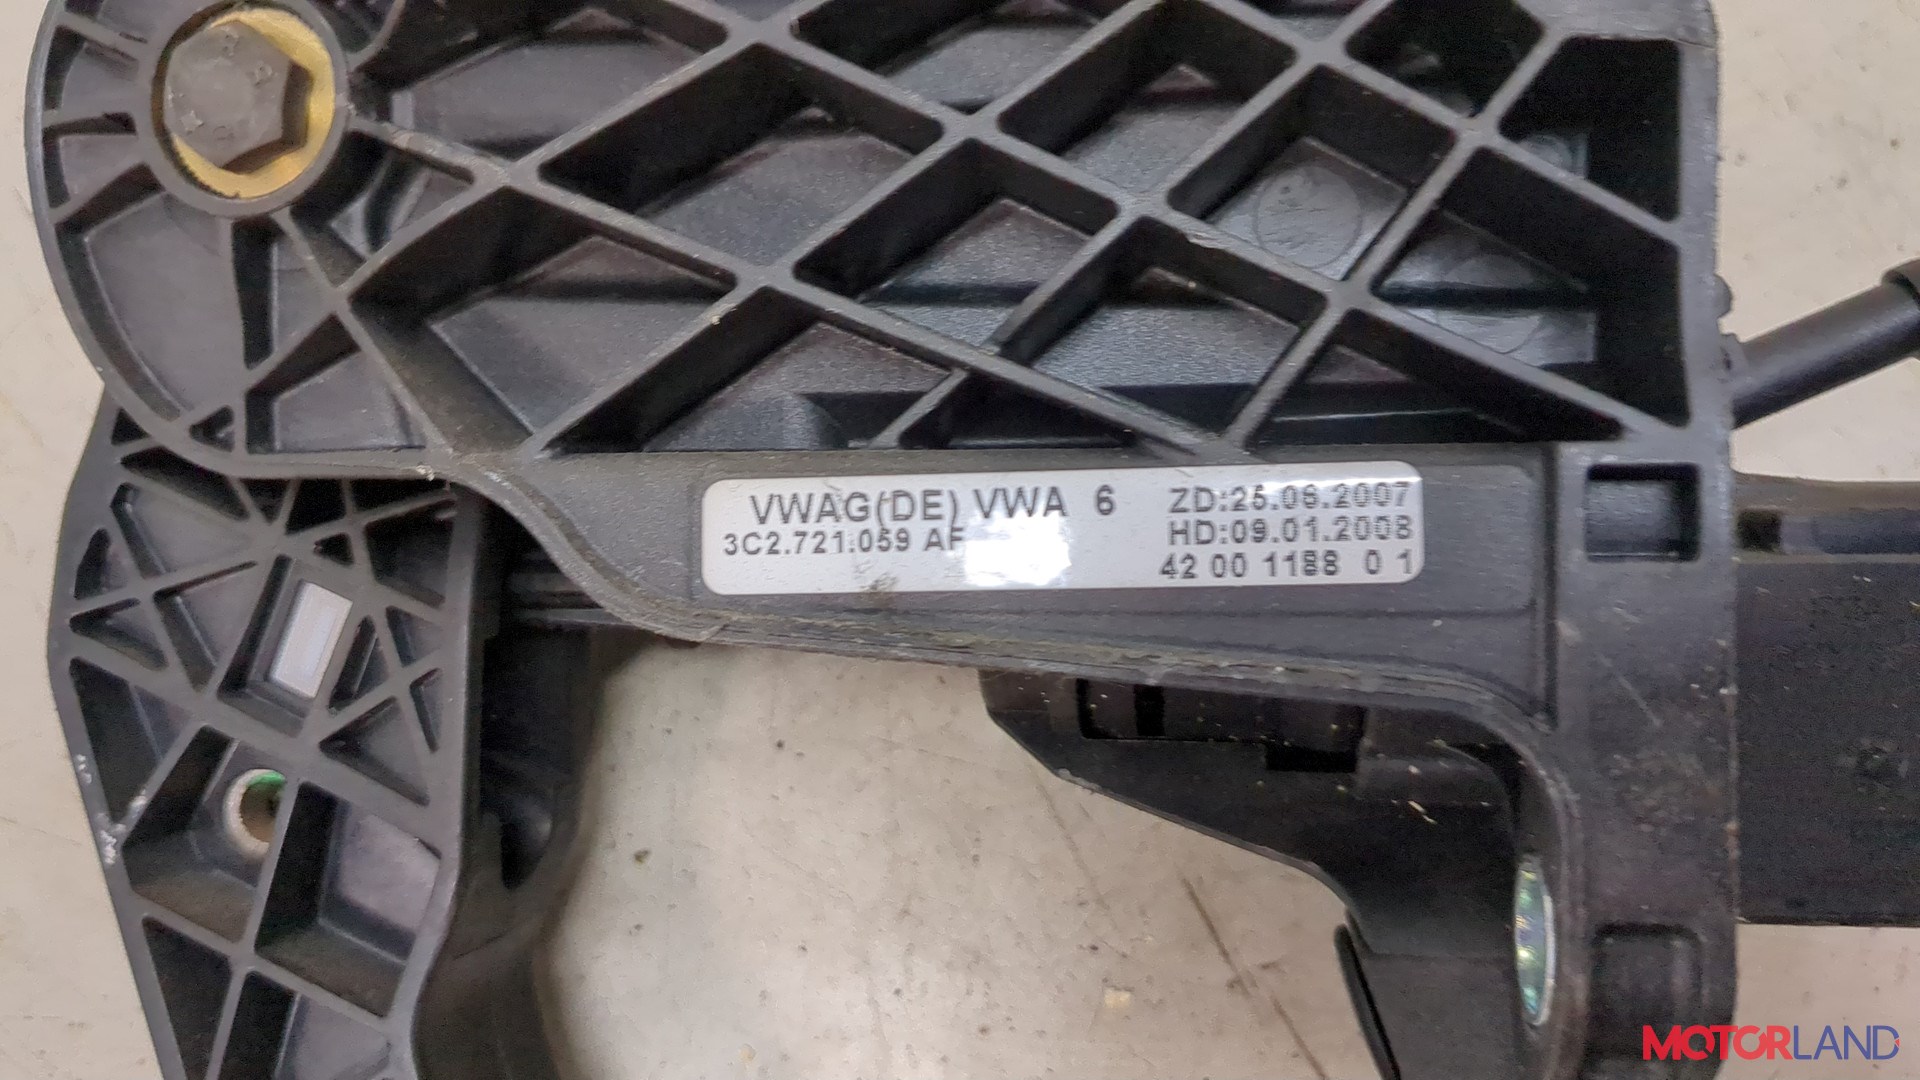 VWAG(DE) VWA 6
3C2.721.059 AF
ZD:25.06.2007
HD:09.01.2008
42 00 1188 0 1
MOTORLAND